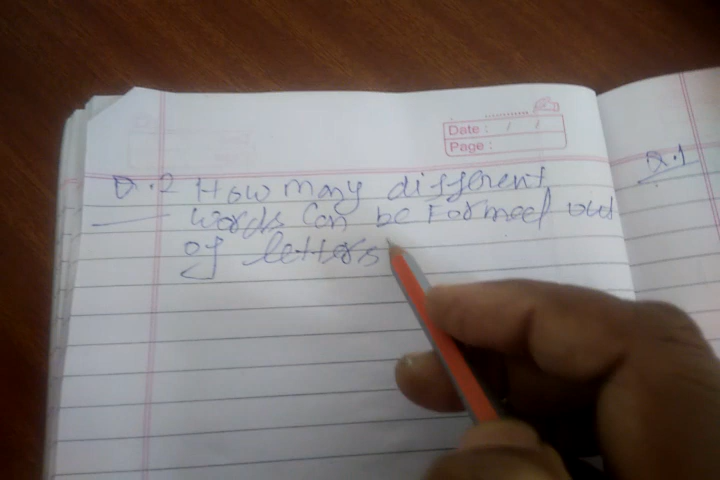 Date : / /
Page :
Q.1
Q.2 How many different
words can be Formed out
of letters